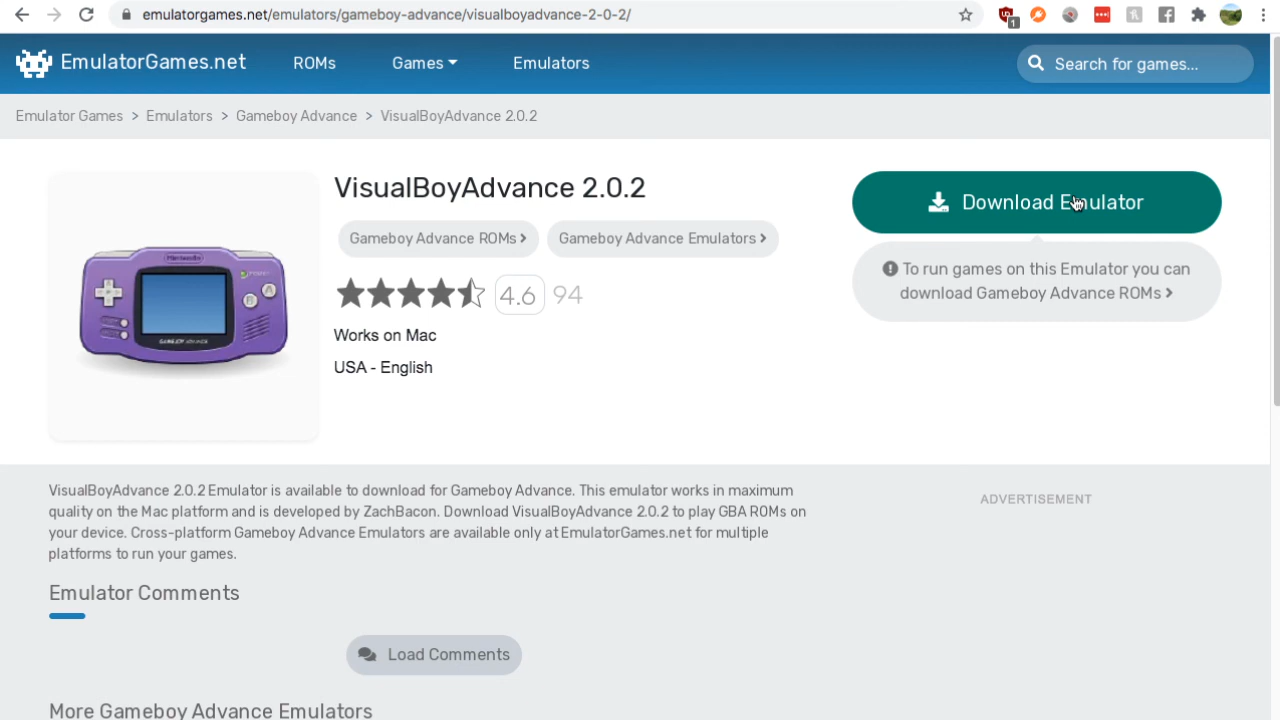 emulatorgames.net/emulators/gameboy-advance/visualboyadvance-2-0-2/
1
EmulatorGames.net
ROMs
Games
Emulators
Search for games...
Emulator Games > Emulators > Gameboy Advance > VisualBoyAdvance 2.0.2
VisualBoyAdvance 2.0.2
Download Emulator
Gameboy Advance ROMs
Gameboy Advance Emulators
To run games on this Emulator you can
download Gameboy Advance ROMs
4.6 94
Works on Mac
USA - English
Nintendo
A
B
GAME BOY ADVANCE
VisualBoyAdvance 2.0.2 Emulator is available to download for Gameboy Advance. This emulator works in maximum
quality on the Mac platform and is developed by ZachBacon. Download VisualBoyAdvance 2.0.2 to play GBA ROMs on
your device. Cross-platform Gameboy Advance Emulators are available only at EmulatorGames.net for multiple
platforms to run your games.
ADVERTISEMENT
Emulator Comments
Load Comments
More Gameboy Advance Emulators